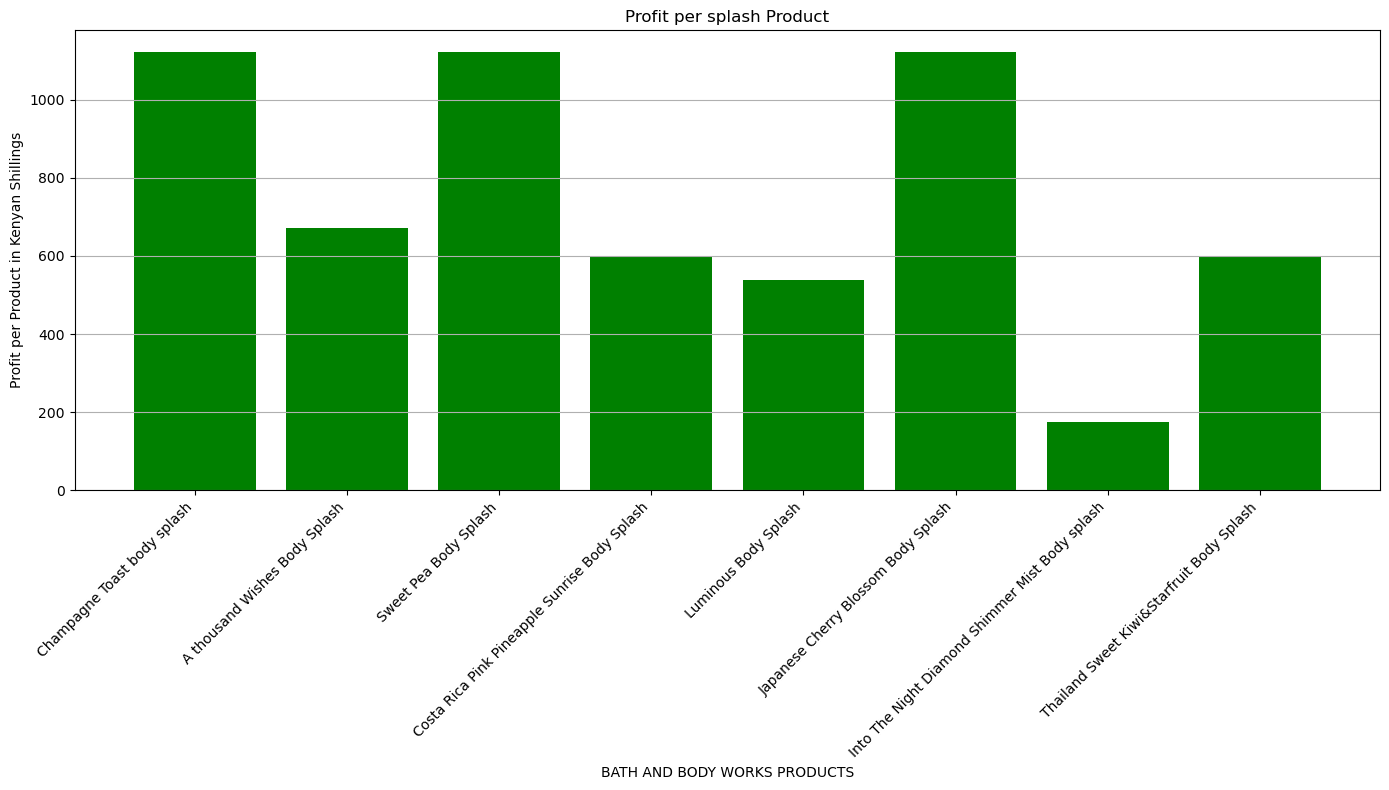 Profit per splash Product
Profit per Product in Kenyan Shillings
1000
800
600
400
200
0
Champagne Toast body splash
A thousand Wishes Body Splash
Sweet Pea Body Splash
Costa Rica Pink Pineapple Sunrise Body Splash
Luminous Body Splash
Japanese Cherry Blossom Body Splash
Into The Night Diamond Shimmer Mist Body splash
Thailand Sweet Kiwi&Starfruit Body Splash
BATH AND BODY WORKS PRODUCTS